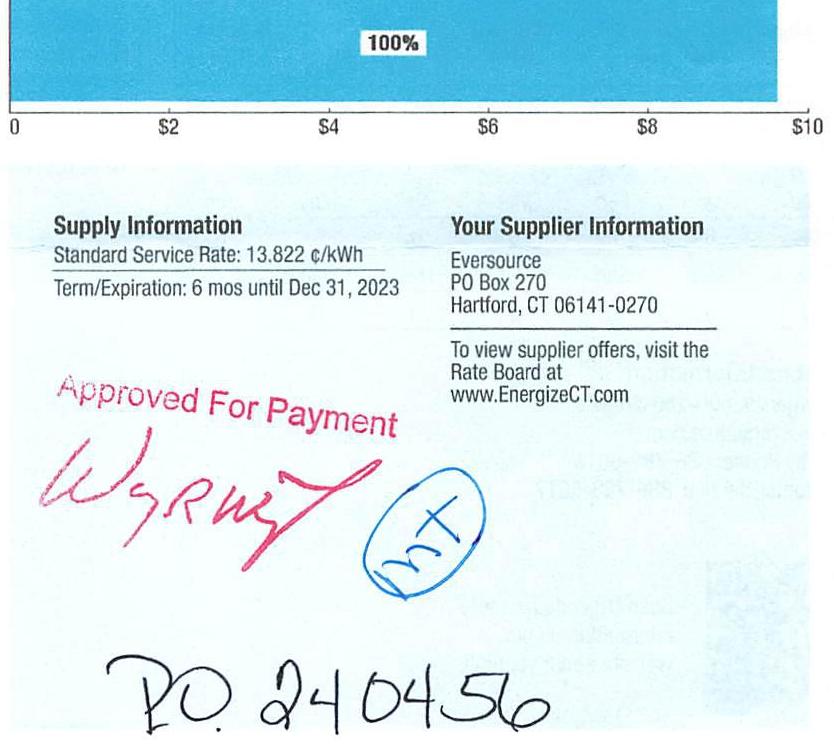 100%
0 $2 $4 $6 $8 $10
Supply Information
Standard Service Rate: 13.822 ¢/kWh
Term/Expiration: 6 mos until Dec 31, 2023
Your Supplier Information
Eversource
PO Box 270
Hartford, CT 06141-0270
To view supplier offers, visit the
Rate Board at
www.EnergizeCT.com
Approved For Payment
MT
P.O. 240456